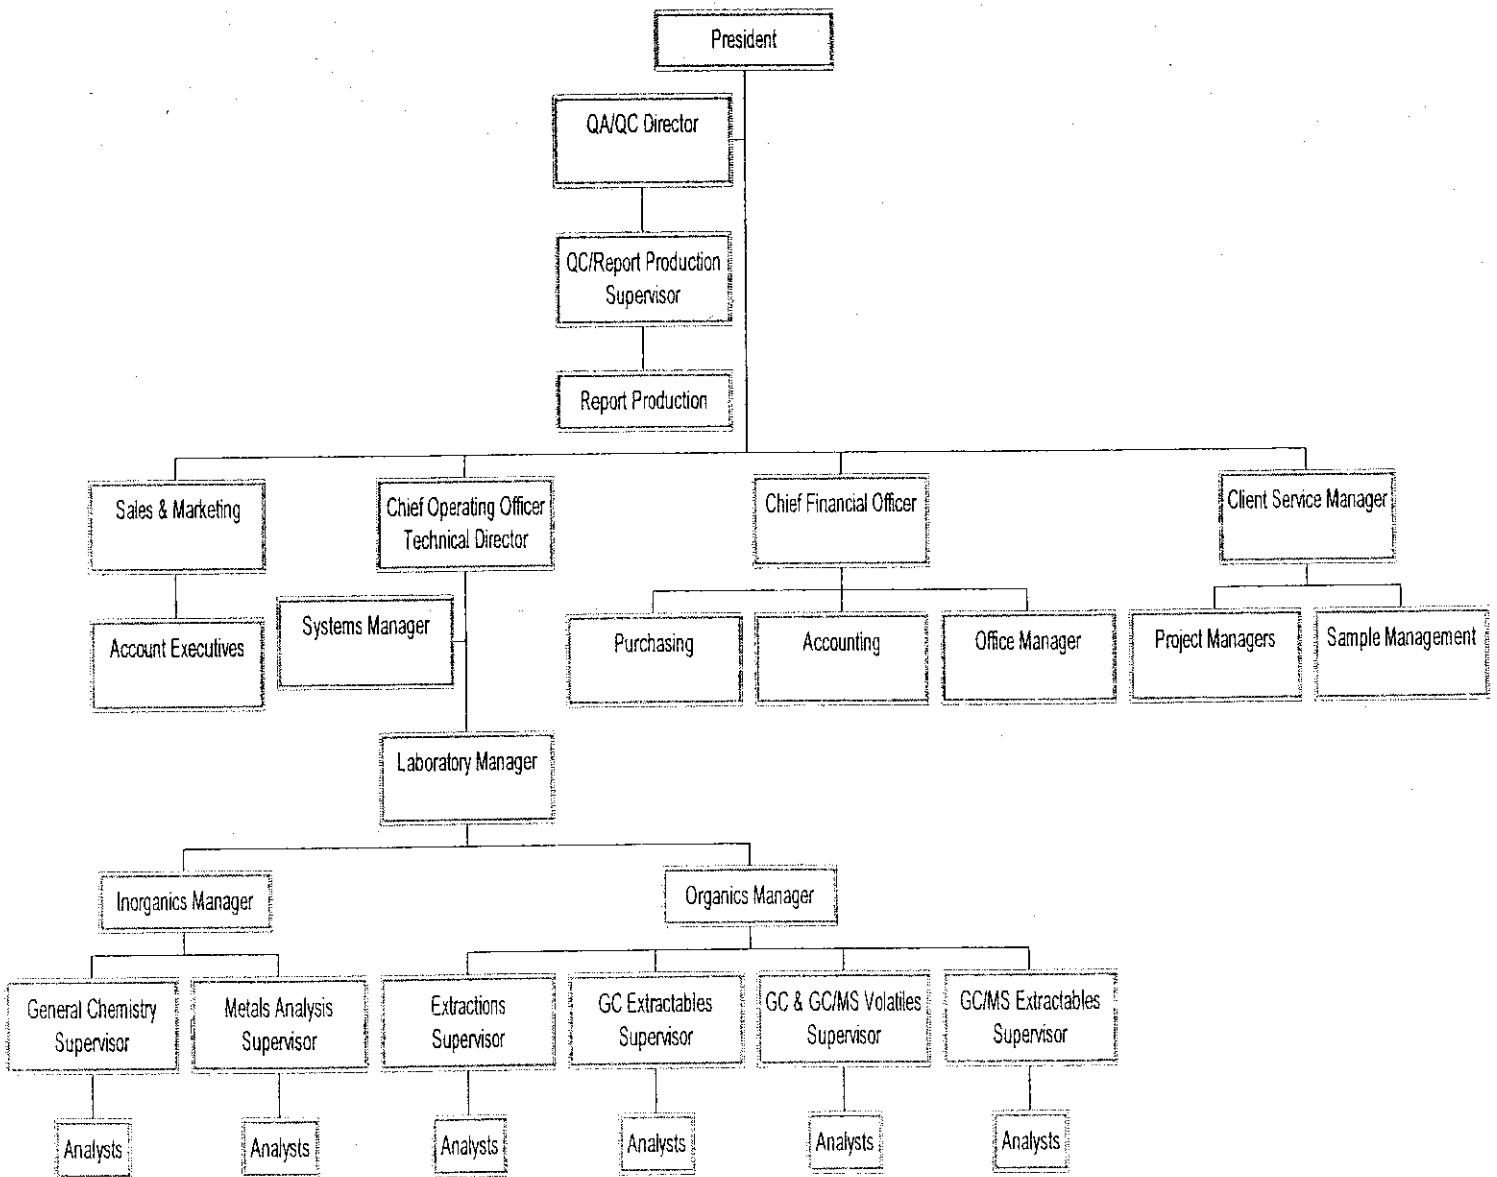 President
QA/QC Director
QC/Report Production
Supervisor
Report Production
Sales & Marketing
Chief Operating Officer
Technical Director
Chief Financial Officer
Client Service Manager
Account Executives
Systems Manager
Purchasing
Accounting
Office Manager
Project Managers
Sample Management
Laboratory Manager
Inorganics Manager
Organics Manager
General Chemistry
Supervisor
Metals Analysis
Supervisor
Extractions
Supervisor
GC Extractables
Supervisor
GC & GC/MS Volatiles
Supervisor
GC/MS Extractables
Supervisor
Analysts
Analysts
Analysts
Analysts
Analysts
Analysts